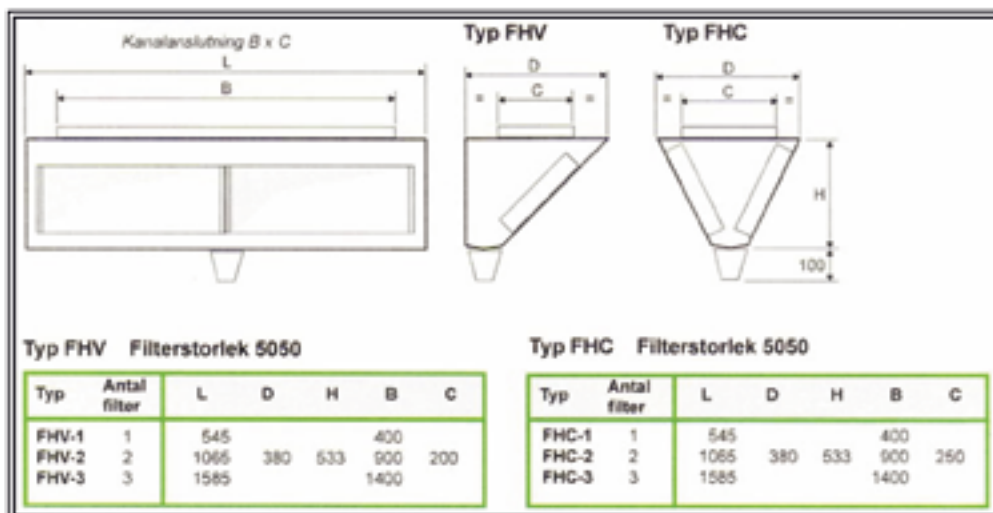 Kanalanslutning B x C
Typ FHV
Typ FHC
L
B
D
= C =
D
= C =
H
100
Typ FHV Filterstorlek 5050
Typ Antal filter L D H B C
FHV-1 1 545 400
FHV-2 2 1065 380 533 900 200
FHV-3 3 1585 1400
Typ FHC Filterstorlek 5050
Typ Antal filter L D H B C
FHC-1 1 545 400
FHC-2 2 1065 380 533 900 250
FHC-3 3 1585 1400